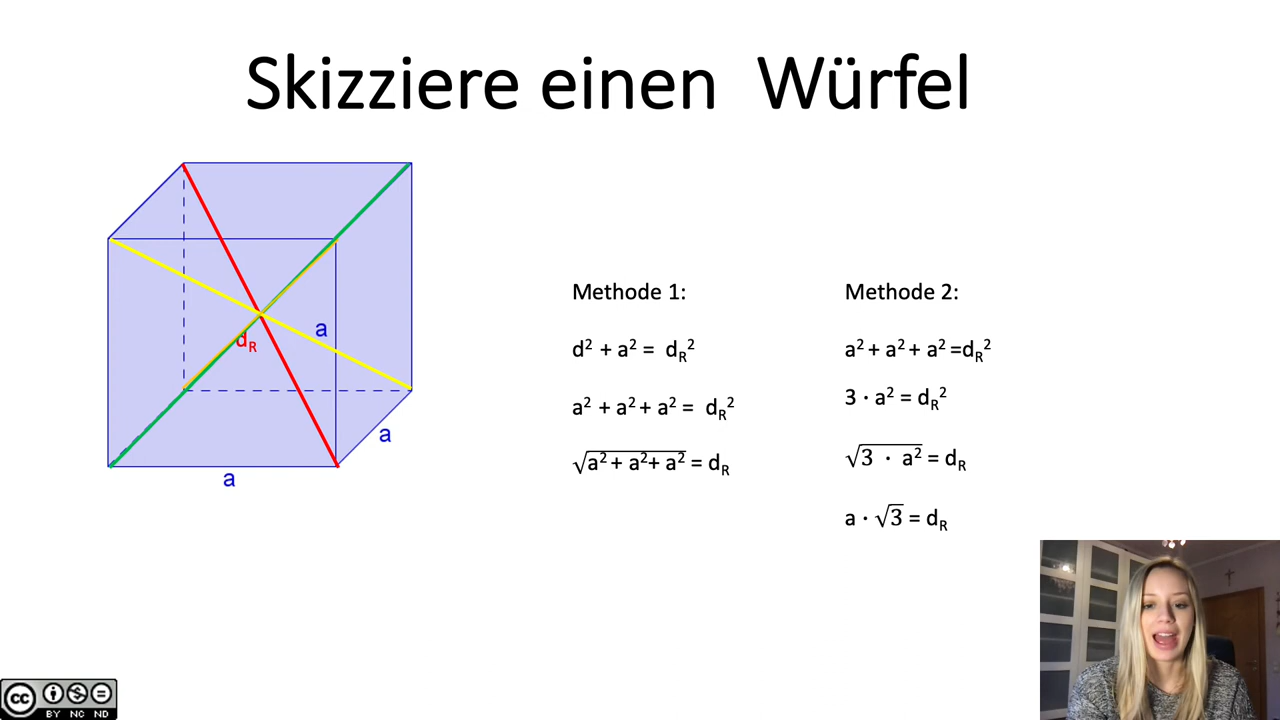 Skizziere einen Würfel
d_R
a
a
a
Methode 1:
d² + a² = d_R²
a² + a² + a² = d_R²
√(a² + a² + a²) = d_R
Methode 2:
a² + a² + a² = d_R²
3 · a² = d_R²
√(3 · a²) = d_R
a · √3 = d_R
cc
BY NC ND